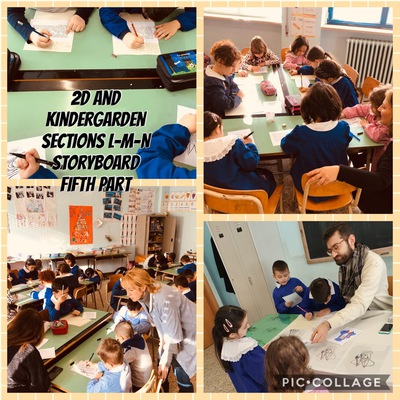 2D AND
KINDERGARDEN
SECTIONS L-M-N
STORYBOARD
FIFTH PART
PIC•COLLAGE